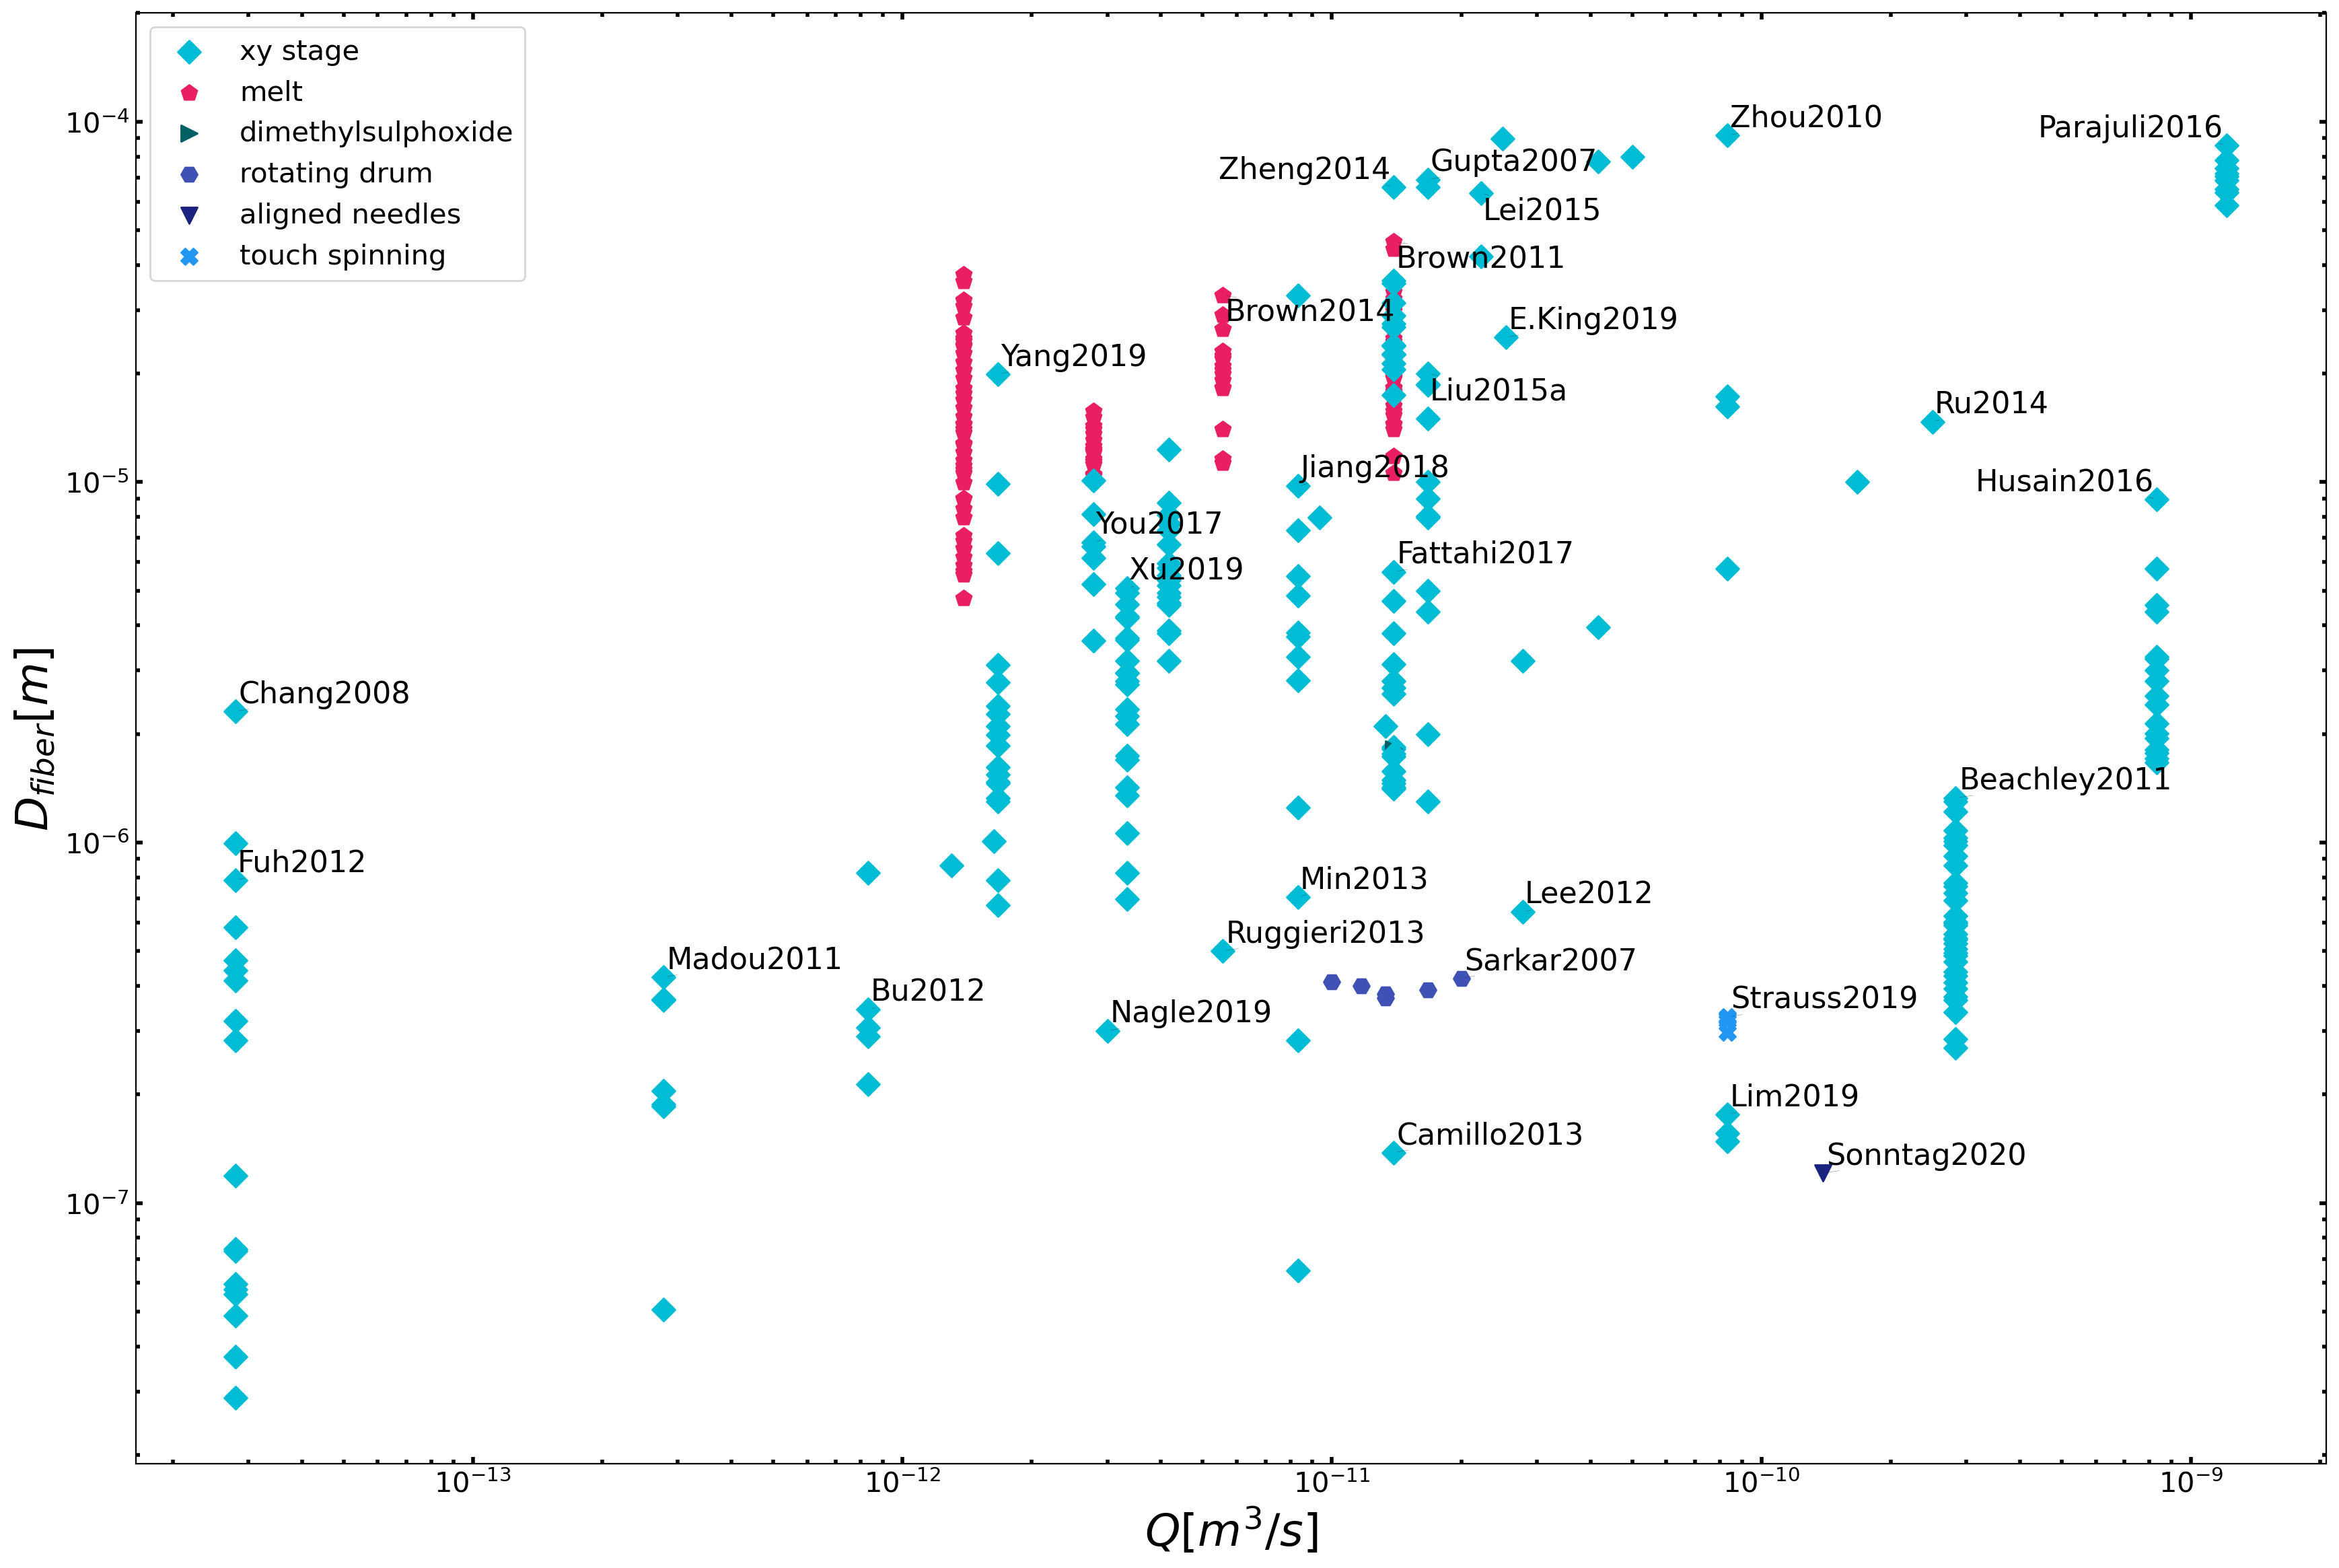 xy stage
melt
dimethylsulphoxide
rotating drum
aligned needles
touch spinning
10⁻⁴
10⁻⁵
10⁻⁶
10⁻⁷
D_fiber[m]
Zhou2010
Parajuli2016
Zheng2014
Gupta2007
Lei2015
Brown2011
Brown2014
E.King2019
Yang2019
Liu2015a
Ru2014
Jiang2018
Husain2016
You2017
Xu2019
Fattahi2017
Chang2008
Beachley2011
Fuh2012
Min2013
Lee2012
Ruggieri2013
Madou2011
Sarkar2007
Bu2012
Nagle2019
Strauss2019
Lim2019
Camillo2013
Sonntag2020
10⁻¹³
10⁻¹²
10⁻¹¹
10⁻¹⁰
10⁻⁹
Q[m³/s]